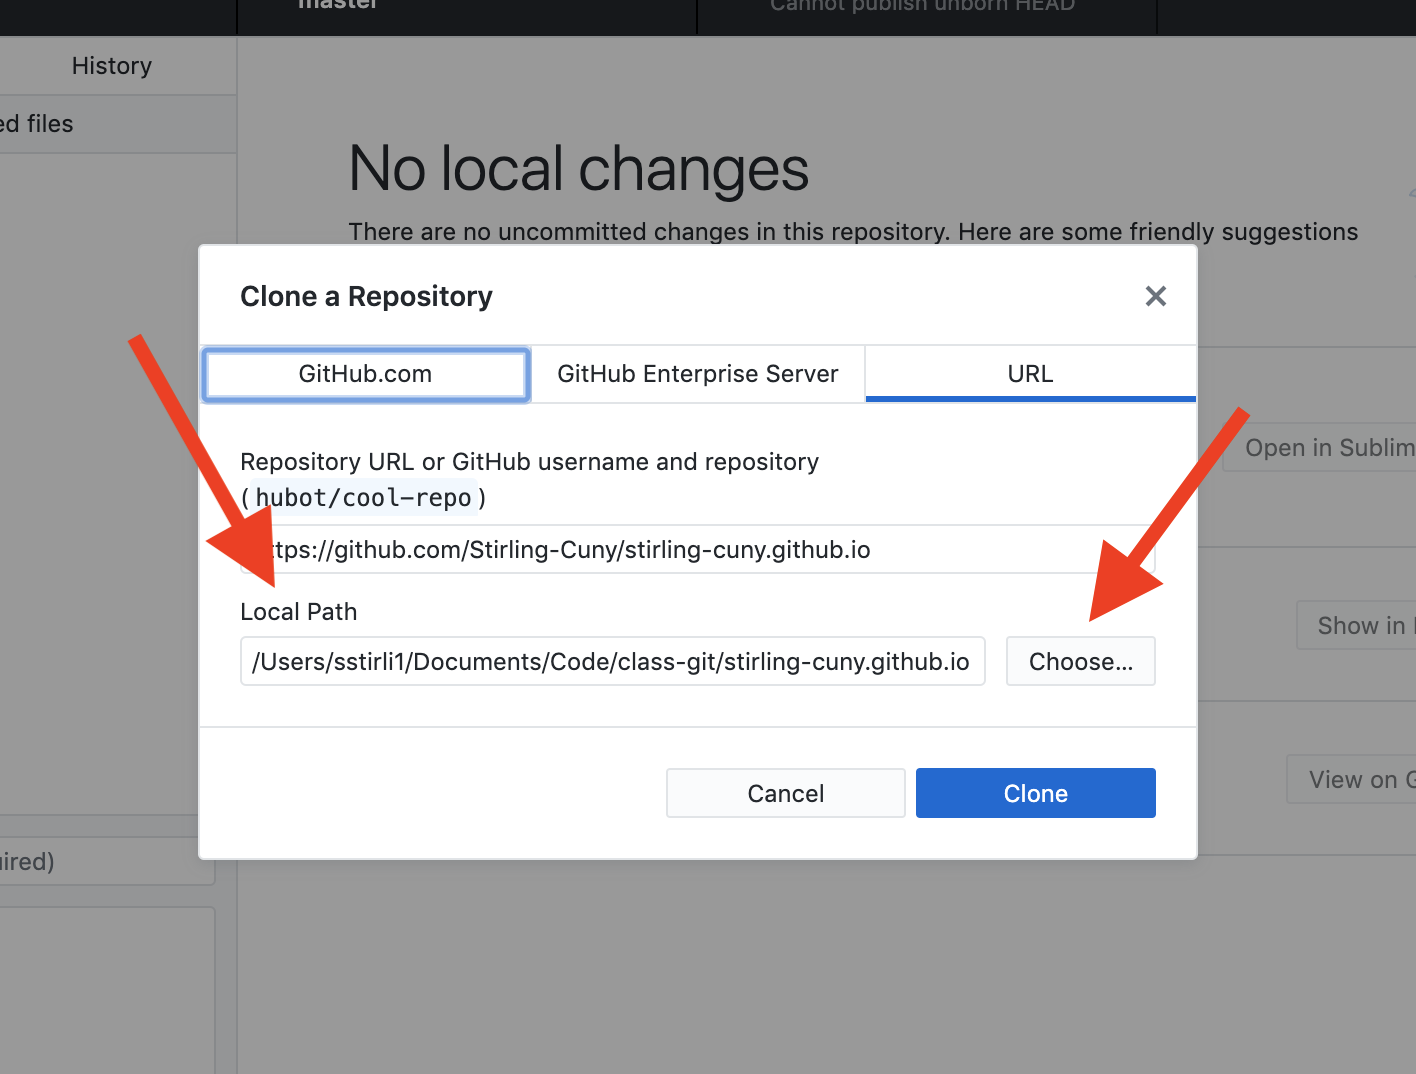 master
Cannot publish unborn HEAD
History
ed files
No local changes
There are no uncommitted changes in this repository. Here are some friendly suggestions
Clone a Repository
GitHub.com
GitHub Enterprise Server
URL
Repository URL or GitHub username and repository
(hubot/cool-repo)
ttps://github.com/Stirling-Cuny/stirling-cuny.github.io
Open in Sublim
Local Path
Show in
/Users/sstirli1/Documents/Code/class-git/stirling-cuny.github.io
Choose...
View on G
Cancel
Clone
uired)